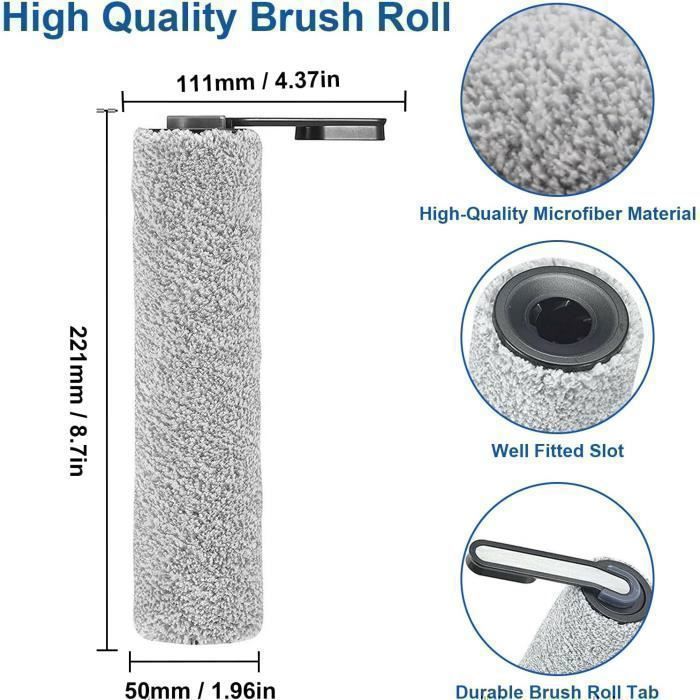 High Quality Brush Roll
111mm / 4.37in
High-Quality Microfiber Material
221mm / 8.7in
Well Fitted Slot
50mm / 1.96in
Durable Brush Roll Tab